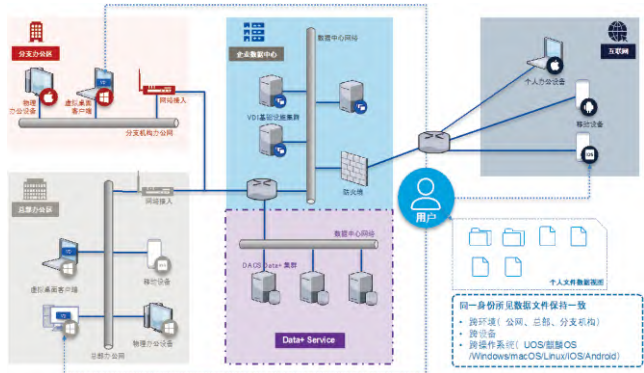 分支办公区
物理
办公设备
虚拟桌面
客户端
网络接入
分支机构办公网
企业数据中心
数据中心网络
VDI基础设施集群
防火墙
互联网
个人办公设备
移动设备
总部办公区
网络接入
虚拟桌面客户端
移动设备
物理办公设备
总部办公网
数据中心网络
DACS Data+ 集群
Data+ Service
用户
个人文件数据视图
同一身份所见数据文件保持一致
• 跨环境（公网、总部、分支机构）
• 跨设备
• 跨操作系统（UOS/麒麟OS
/Windows/macOS/Linux/IOS/Android）